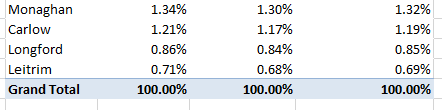 Monaghan 1.34% 1.30% 1.32%
Carlow 1.21% 1.17% 1.19%
Longford 0.86% 0.84% 0.85%
Leitrim 0.71% 0.68% 0.69%
Grand Total 100.00% 100.00% 100.00%